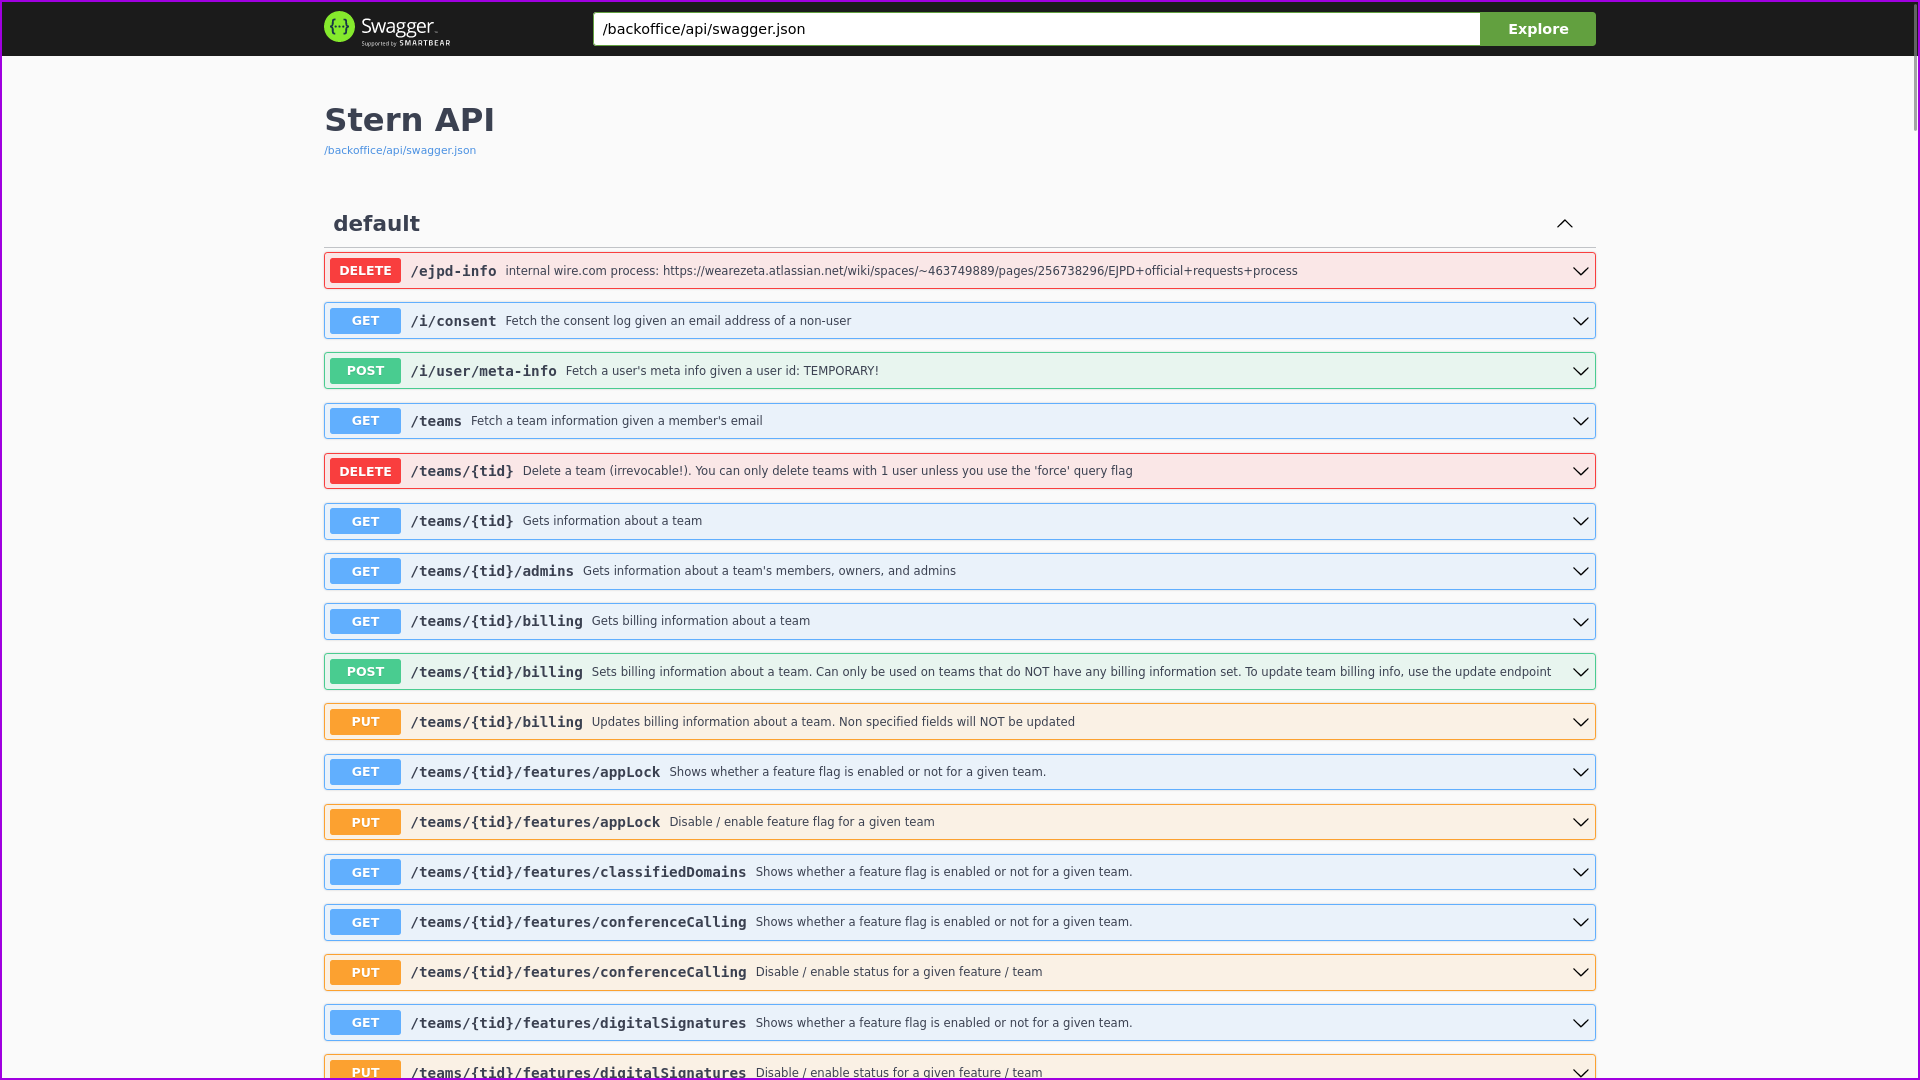 Swagger
Supported by SMARTBEAR
/backoffice/api/swagger.json
Explore
Stern API
/backoffice/api/swagger.json
default
DELETE /ejpd-info internal wire.com process: https://wearezeta.atlassian.net/wiki/spaces/~463749889/pages/256738296/EJPD+official+requests+process
GET /i/consent Fetch the consent log given an email address of a non-user
POST /i/user/meta-info Fetch a user's meta info given a user id: TEMPORARY!
GET /teams Fetch a team information given a member's email
DELETE /teams/{tid} Delete a team (irrevocable!). You can only delete teams with 1 user unless you use the 'force' query flag
GET /teams/{tid} Gets information about a team
GET /teams/{tid}/admins Gets information about a team's members, owners, and admins
GET /teams/{tid}/billing Gets billing information about a team
POST /teams/{tid}/billing Sets billing information about a team. Can only be used on teams that do NOT have any billing information set. To update team billing info, use the update endpoint
PUT /teams/{tid}/billing Updates billing information about a team. Non specified fields will NOT be updated
GET /teams/{tid}/features/appLock Shows whether a feature flag is enabled or not for a given team.
PUT /teams/{tid}/features/appLock Disable / enable feature flag for a given team
GET /teams/{tid}/features/classifiedDomains Shows whether a feature flag is enabled or not for a given team.
GET /teams/{tid}/features/conferenceCalling Shows whether a feature flag is enabled or not for a given team.
PUT /teams/{tid}/features/conferenceCalling Disable / enable status for a given feature / team
GET /teams/{tid}/features/digitalSignatures Shows whether a feature flag is enabled or not for a given team.
PUT /teams/{tid}/features/digitalSignatures Disable / enable status for a given feature / team